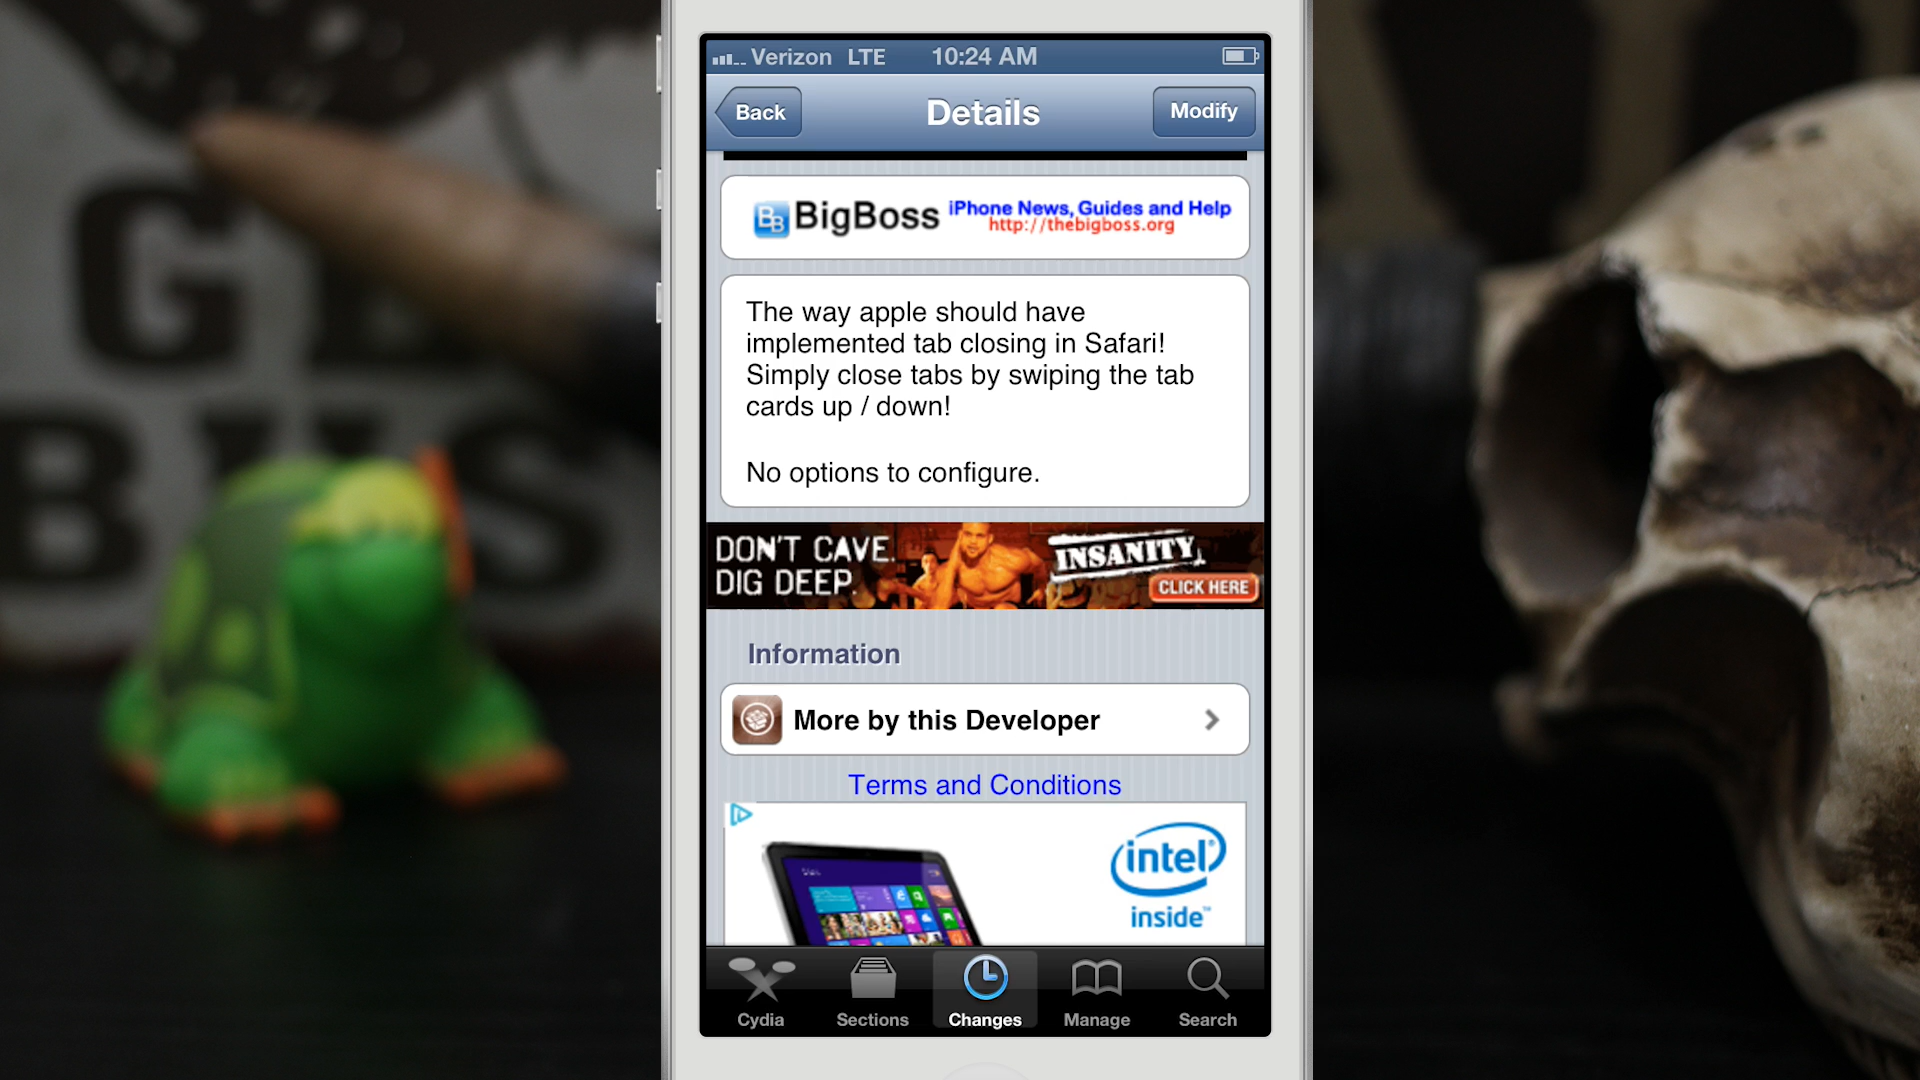 Verizon LTE 10:24 AM
Back Details Modify
BB BigBoss iPhone News, Guides and Help
http://thebigboss.org
The way apple should have
implemented tab closing in Safari!
Simply close tabs by swiping the tab
cards up / down!
No options to configure.
DON'T CAVE.
DIG DEEP.
INSANITY
CLICK HERE
Information
More by this Developer
Terms and Conditions
intel
inside™
Cydia Sections Changes Manage Search